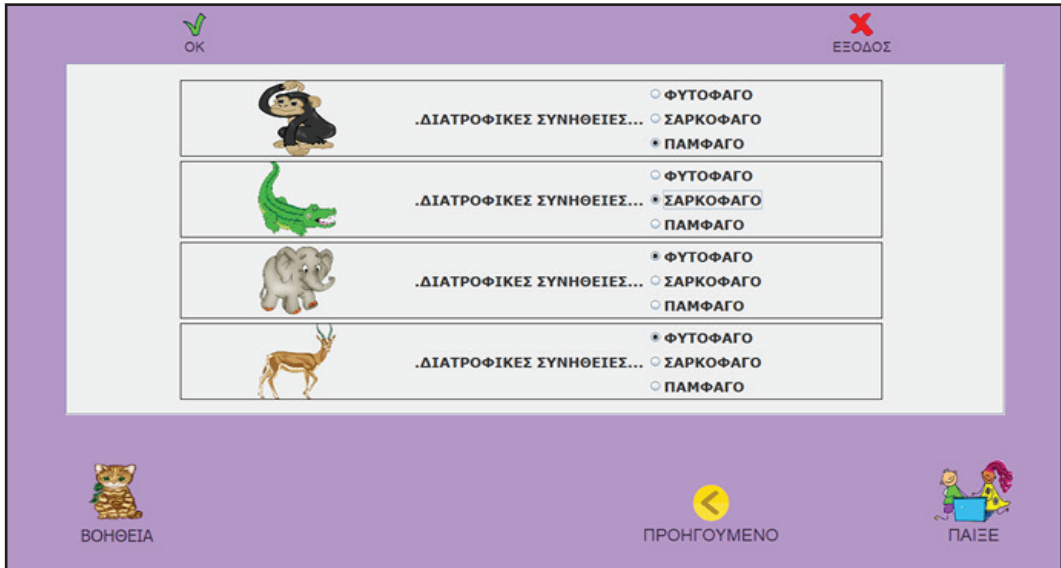 OK
ΕΞΟΔΟΣ
ΦΥΤΟΦΑΓΟ
.ΔΙΑΤΡΟΦΙΚΕΣ ΣΥΝΗΘΕΙΕΣ... ΣΑΡΚΟΦΑΓΟ
ΠΑΜΦΑΓΟ
ΦΥΤΟΦΑΓΟ
.ΔΙΑΤΡΟΦΙΚΕΣ ΣΥΝΗΘΕΙΕΣ... ΣΑΡΚΟΦΑΓΟ
ΠΑΜΦΑΓΟ
ΦΥΤΟΦΑΓΟ
.ΔΙΑΤΡΟΦΙΚΕΣ ΣΥΝΗΘΕΙΕΣ... ΣΑΡΚΟΦΑΓΟ
ΠΑΜΦΑΓΟ
ΦΥΤΟΦΑΓΟ
.ΔΙΑΤΡΟΦΙΚΕΣ ΣΥΝΗΘΕΙΕΣ... ΣΑΡΚΟΦΑΓΟ
ΠΑΜΦΑΓΟ
ΒΟΗΘΕΙΑ
ΠΡΟΗΓΟΥΜΕΝΟ
ΠΑΙΞΕ